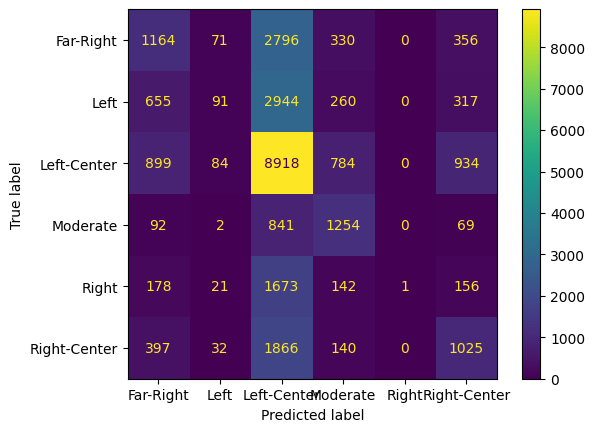 Far-Right 1164 71 2796 330 0 356
Left 655 91 2944 260 0 317
Left-Center 899 84 8918 784 0 934
Moderate 92 2 841 1254 0 69
Right 178 21 1673 142 1 156
Right-Center 397 32 1866 140 0 1025
Far-Right Left Left-Center Moderate Right Right-Center
Predicted label
True label
8000
7000
6000
5000
4000
3000
2000
1000
0